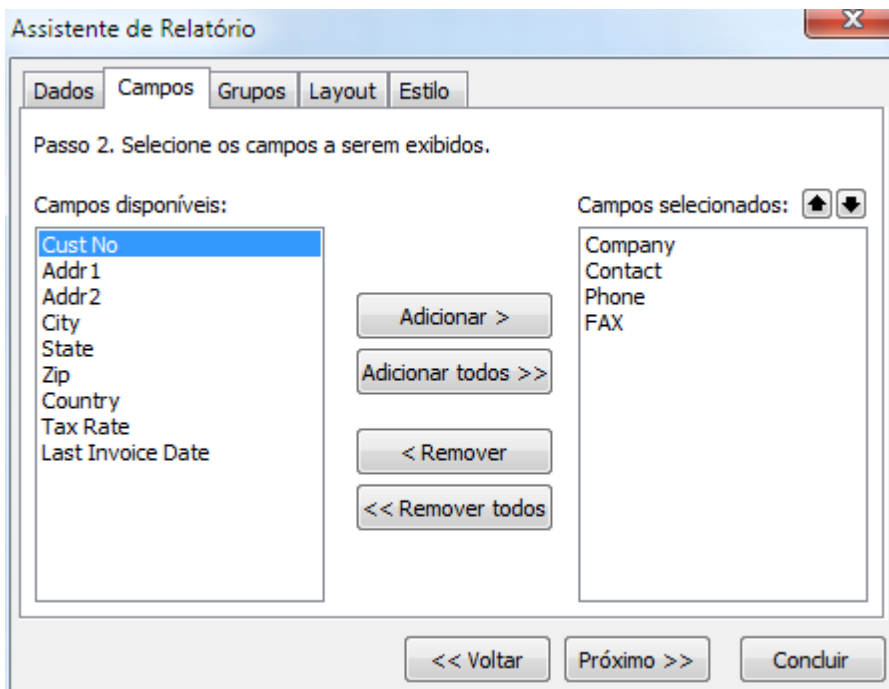 Assistente de Relatório
X
Dados Campos Grupos Layout Estilo
Passo 2. Selecione os campos a serem exibidos.
Campos disponíveis:
Cust No
Addr1
Addr2
City
State
Zip
Country
Tax Rate
Last Invoice Date
Adicionar >
Adicionar todos >>
< Remover
<< Remover todos
Campos selecionados:
Company
Contact
Phone
FAX
<< Voltar Próximo >> Concluir